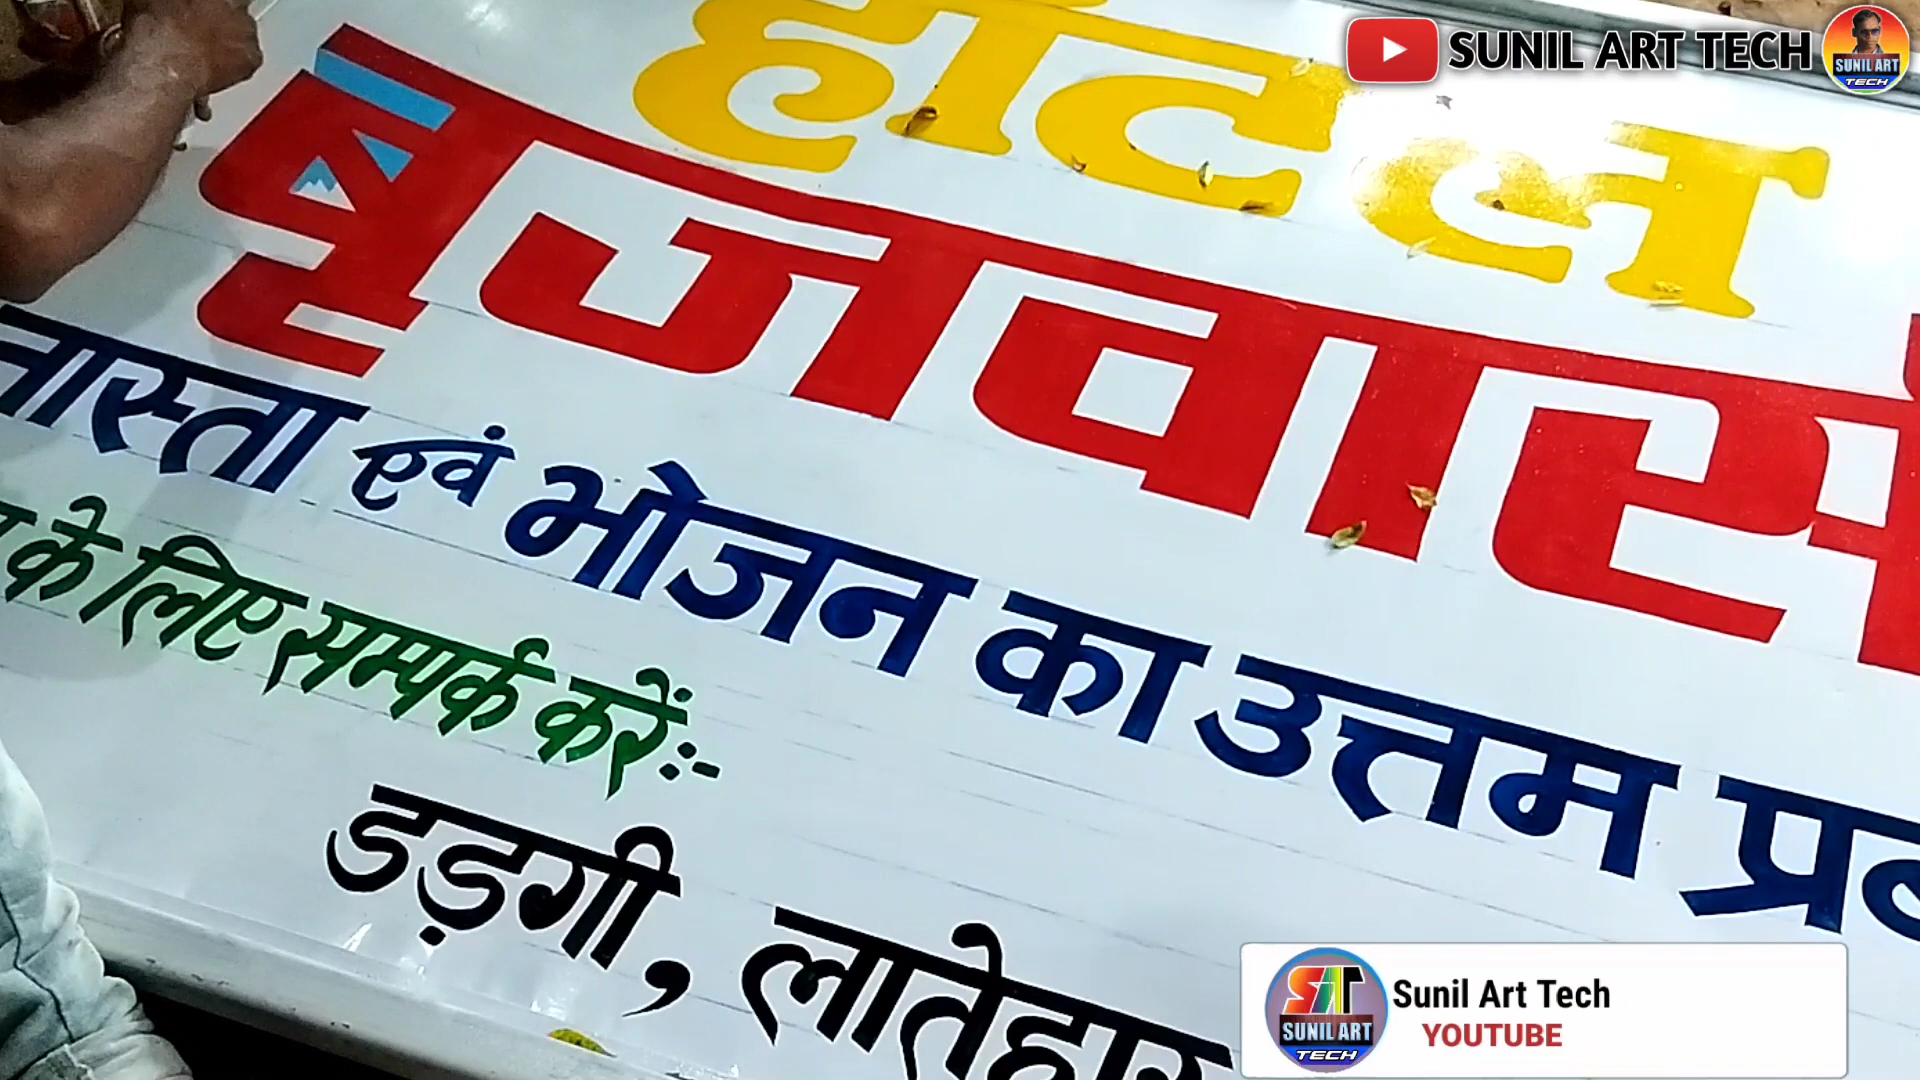 SUNIL ART TECH
SUNIL ART
TECH
होटल
बृजवासी
नास्ता एवं भोजन का उत्तम
के लिए सम्पर्क करें:-
डड़गी, लातेहार
Sunil Art Tech
YOUTUBE
SAT
SUNIL ART
TECH